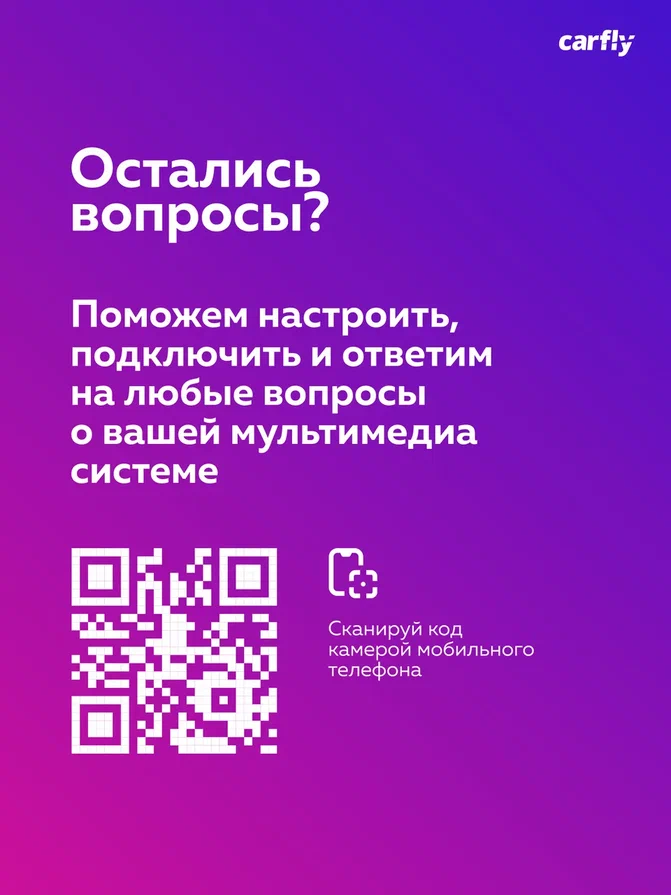 carfly
Остались
вопросы?
Поможем настроить,
подключить и ответим
на любые вопросы
о вашей мультимедиа
системе
Сканируй код
камерой мобильного
телефона